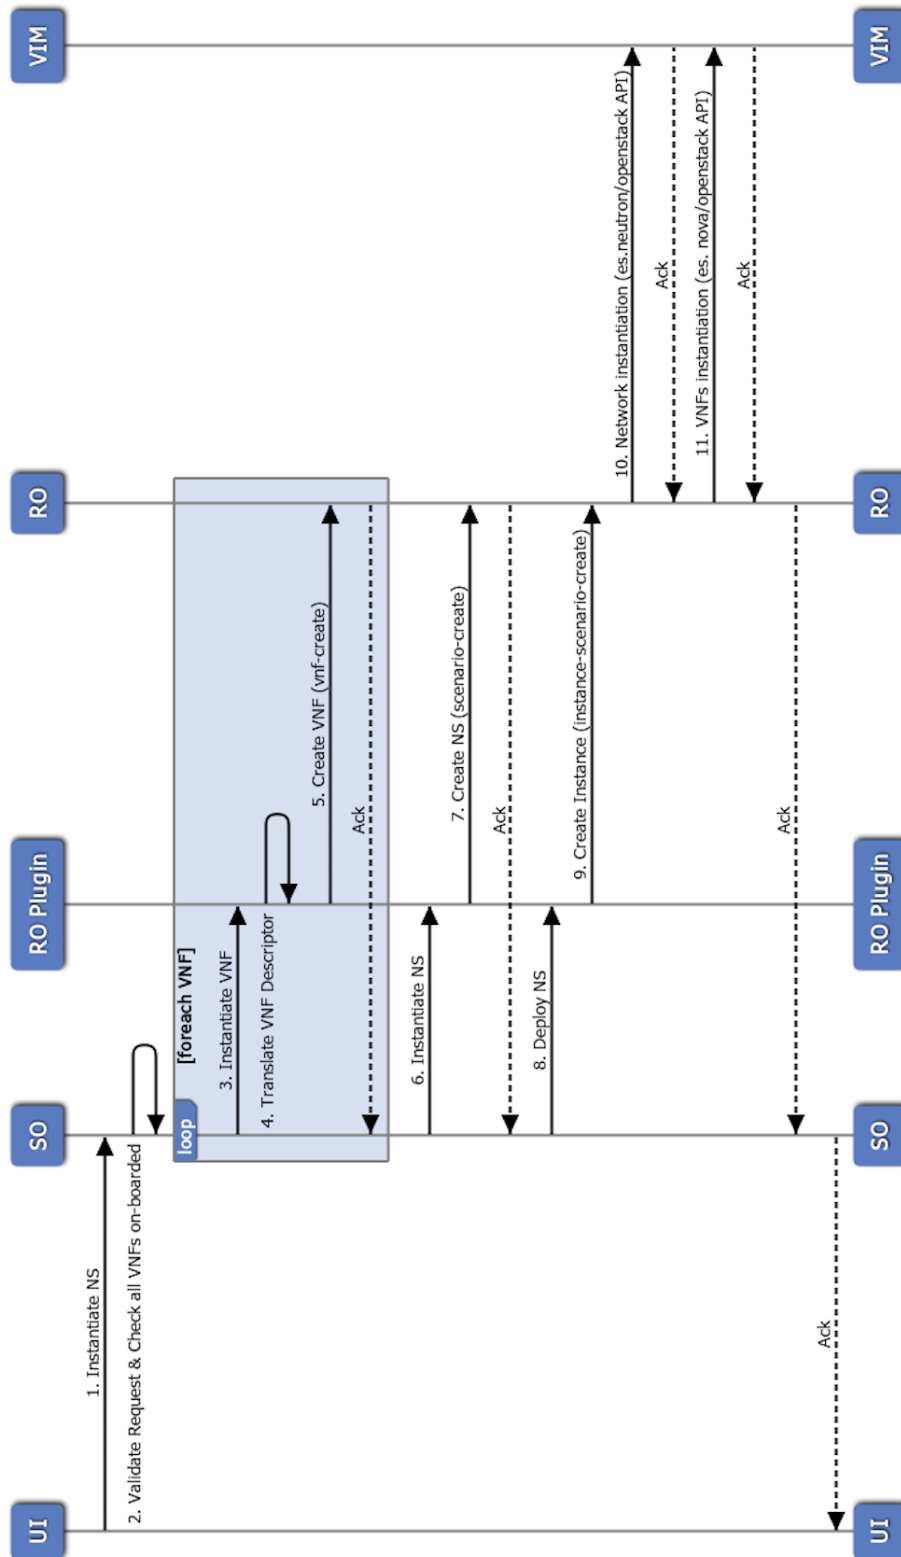 UI
SO
RO Plugin
RO
VIM
1. Instantiate NS
2. Validate Request & Check all VNFs on-boarded
loop
[foreach VNF]
3. Instantiate VNF
4. Translate VNF Descriptor
5. Create VNF (vnf-create)
Ack
6. Instantiate NS
7. Create NS (scenario-create)
Ack
8. Deploy NS
9. Create Instance (instance-scenario-create)
10. Network instantiation (es.neutron/openstack API)
Ack
11. VNFs instantiation (es. nova/openstack API)
Ack
Ack
Ack
UI
SO
RO Plugin
RO
VIM